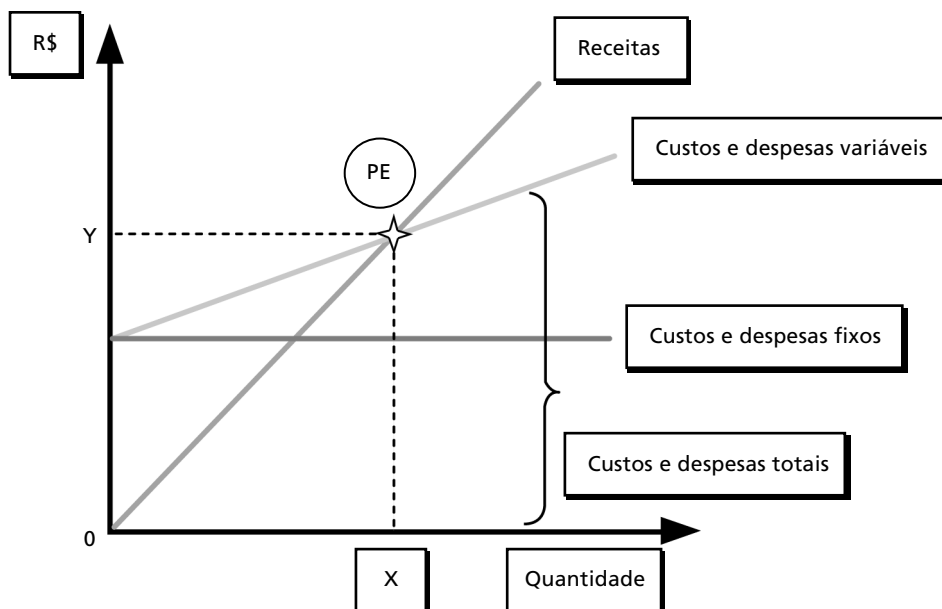 R$
Receitas
Custos e despesas variáveis
PE
Y
Custos e despesas fixos
Custos e despesas totais
0
X
Quantidade